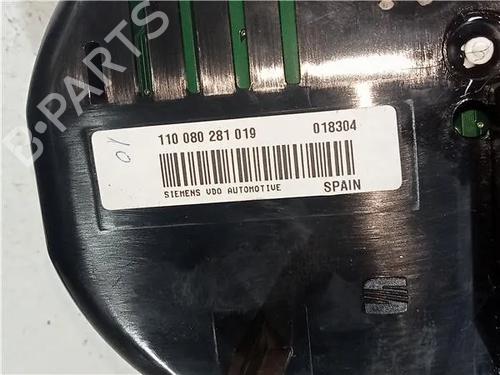 B-PARTS
01
110 080 281 019 018304
SIEMENS VDO AUTOMOTIVE SPAIN